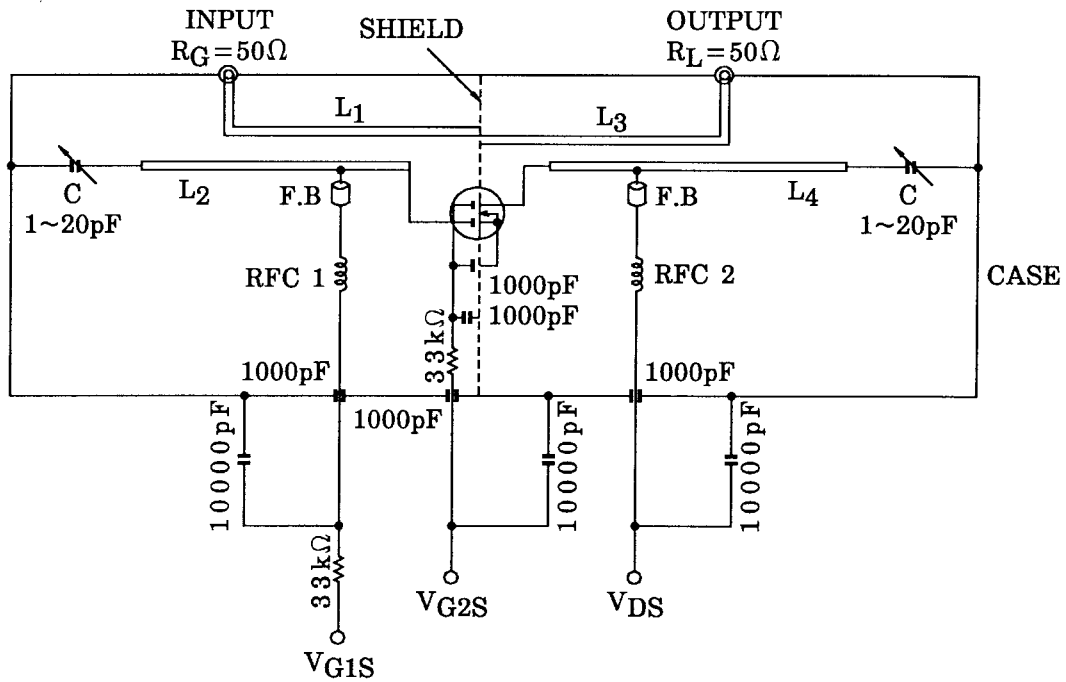 INPUT
R_G=50Ω
SHIELD
OUTPUT
R_L=50Ω
L1
L3
C
1~20pF
L2
F.B
F.B
L4
C
1~20pF
RFC 1
1000pF
1000pF
RFC 2
CASE
33kΩ
1000pF
1000pF
1000pF
10000pF
10000pF
10000pF
33kΩ
V_G2S
V_DS
V_G1S